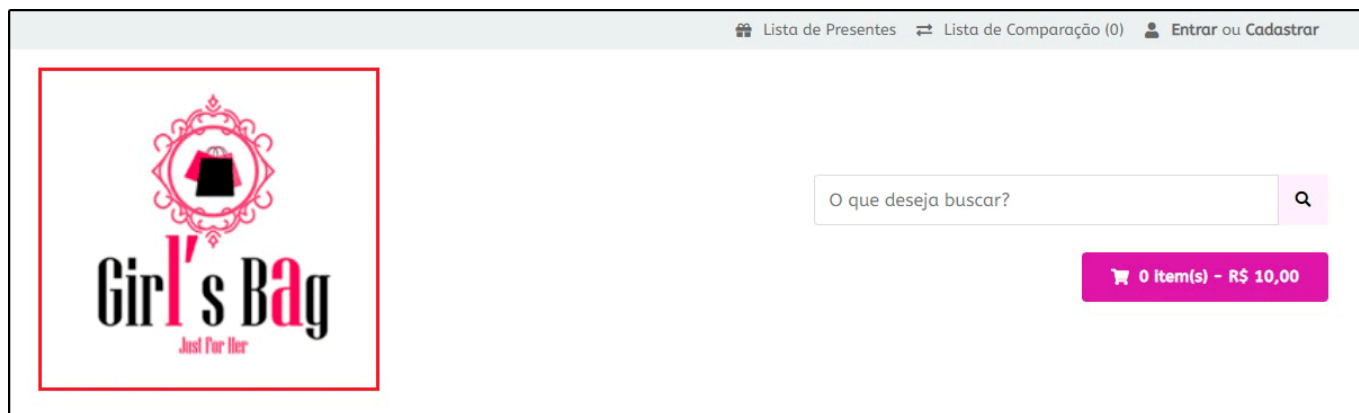 Lista de Presentes Lista de Comparação (0) Entrar ou Cadastrar
Girl's Bag
Just For Her
O que deseja buscar?
0 item(s) - R$ 10,00